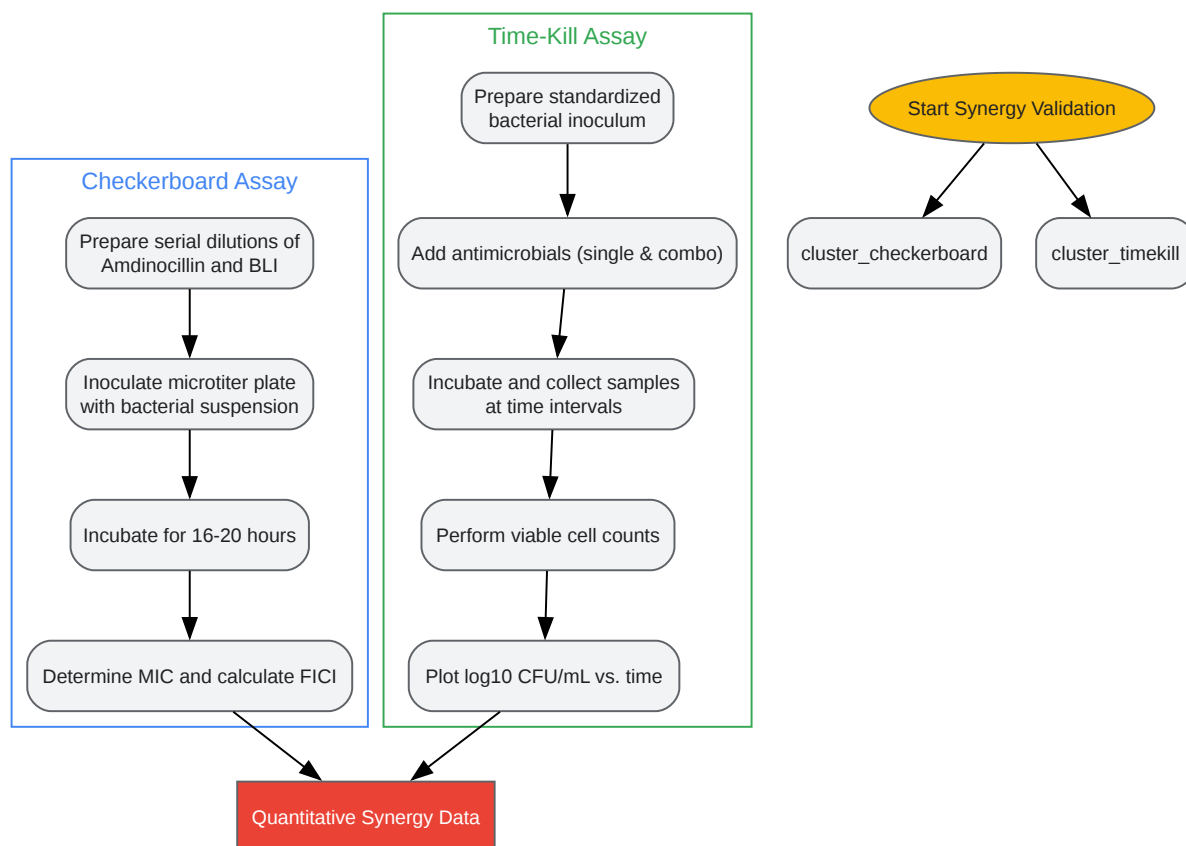 Checkerboard Assay
Prepare serial dilutions of
Amdinocillin and BLI
Inoculate microtiter plate
with bacterial suspension
Incubate for 16-20 hours
Determine MIC and calculate FICI
Time-Kill Assay
Prepare standardized
bacterial inoculum
Add antimicrobials (single & combo)
Incubate and collect samples
at time intervals
Perform viable cell counts
Plot log10 CFU/mL vs. time
Quantitative Synergy Data
Start Synergy Validation
cluster_checkerboard
cluster_timekill